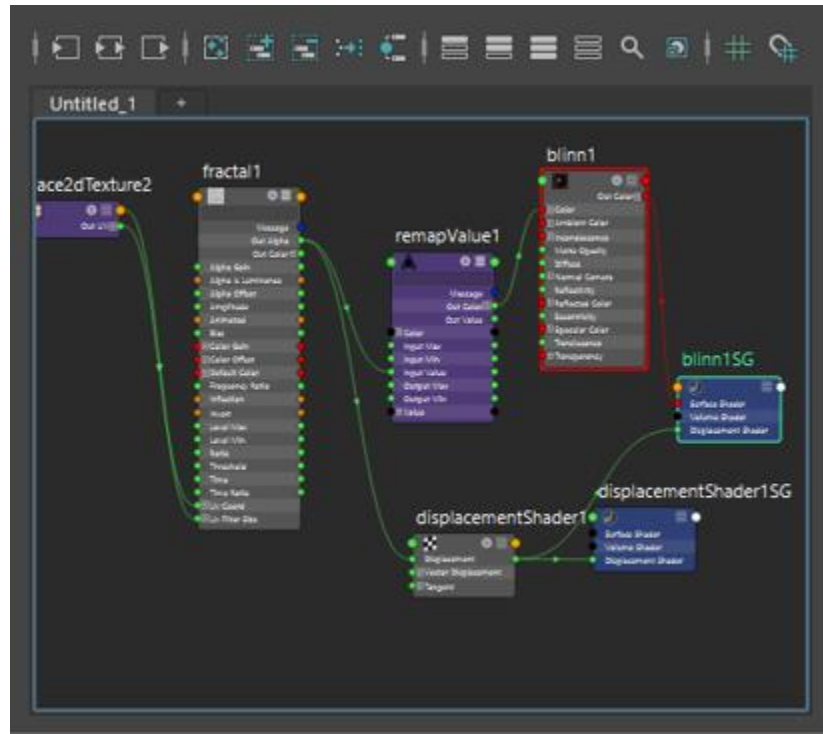 Untitled_1
+
ace2dTexture2
Out UV
fractal1
Message
Out Alpha
Out Color
Alpha Gain
Alpha Is Luminance
Alpha Offset
Amplitude
Animated
Bias
Color Gain
Color Offset
Default Color
Frequency Ratio
Inflection
Invert
Level Max
Level Min
Ratio
Threshold
Time
Time Ratio
Uv Coord
Uv Filter Size
remapValue1
Message
Out Color
Out Value
Color
Input Max
Input Min
Input Value
Output Max
Output Min
Value
blinn1
Out Color
Color
Ambient Color
Incandescence
Matte Opacity
Diffuse
Normal Camera
Reflectivity
Reflected Color
Eccentricity
Specular Color
Translucence
Transparency
blinn1SG
Surface Shader
Volume Shader
Displacement Shader
displacementShader1SG
Surface Shader
Volume Shader
Displacement Shader
displacementShader1
Displacement
Vector Displacement
Tangent